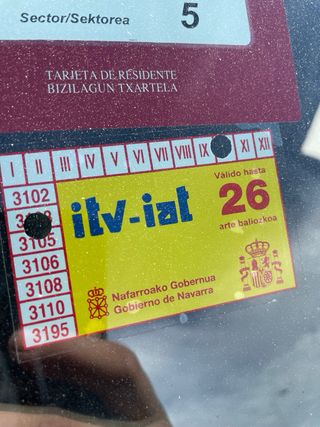 Sector/Sektorea 5
TARJETA DE RESIDENTE
BIZILAGUN TXARTELA
I II III IV V VI VII VIII IX XI XII
3102
3105
3106
3108
3110
3195
itv-iat
Válido hasta
26
arte baliozkoa
Nafarroako Gobernua
Gobierno de Navarra